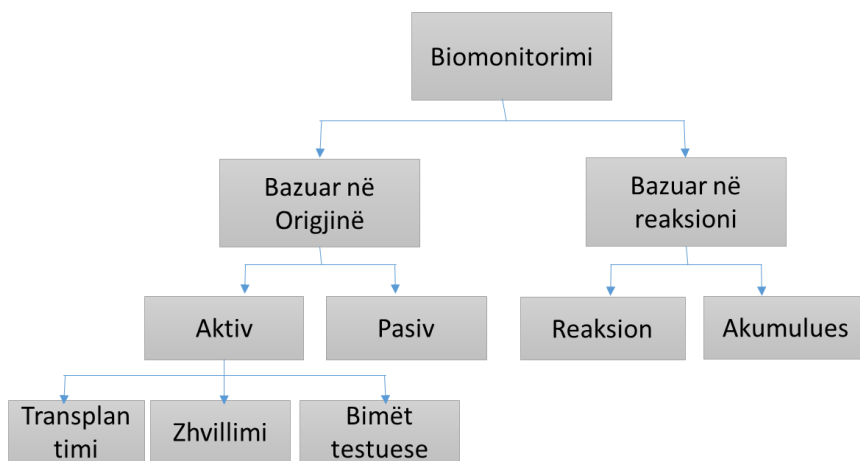 Biomonitorimi
Bazuar në
Origjinë
Bazuar në
reaksioni
Aktiv
Pasiv
Reaksion
Akumulues
Transplan
timi
Zhvillimi
Bimët
testuese